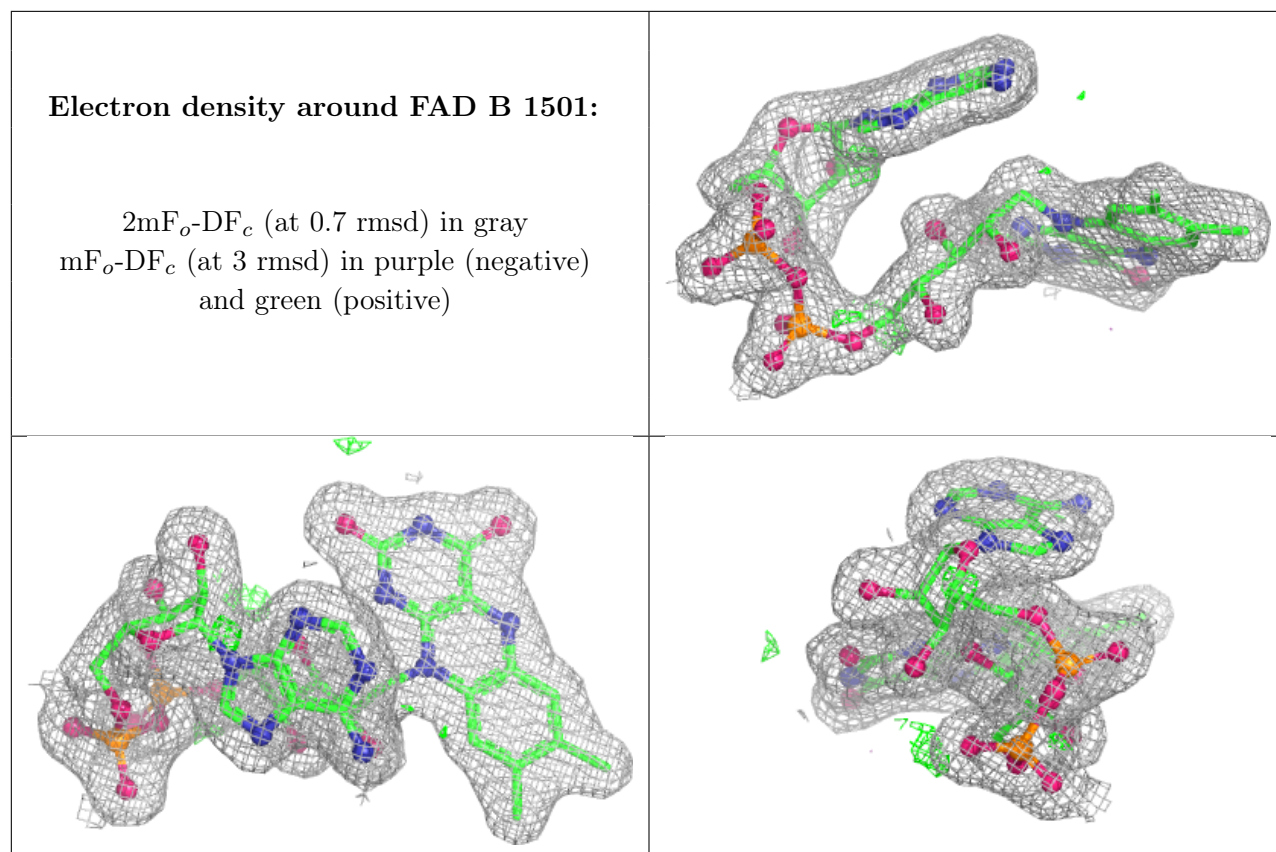 Electron density around FAD B 1501:
2mFo-DFc (at 0.7 rmsd) in gray
mFo-DFc (at 3 rmsd) in purple (negative)
and green (positive)